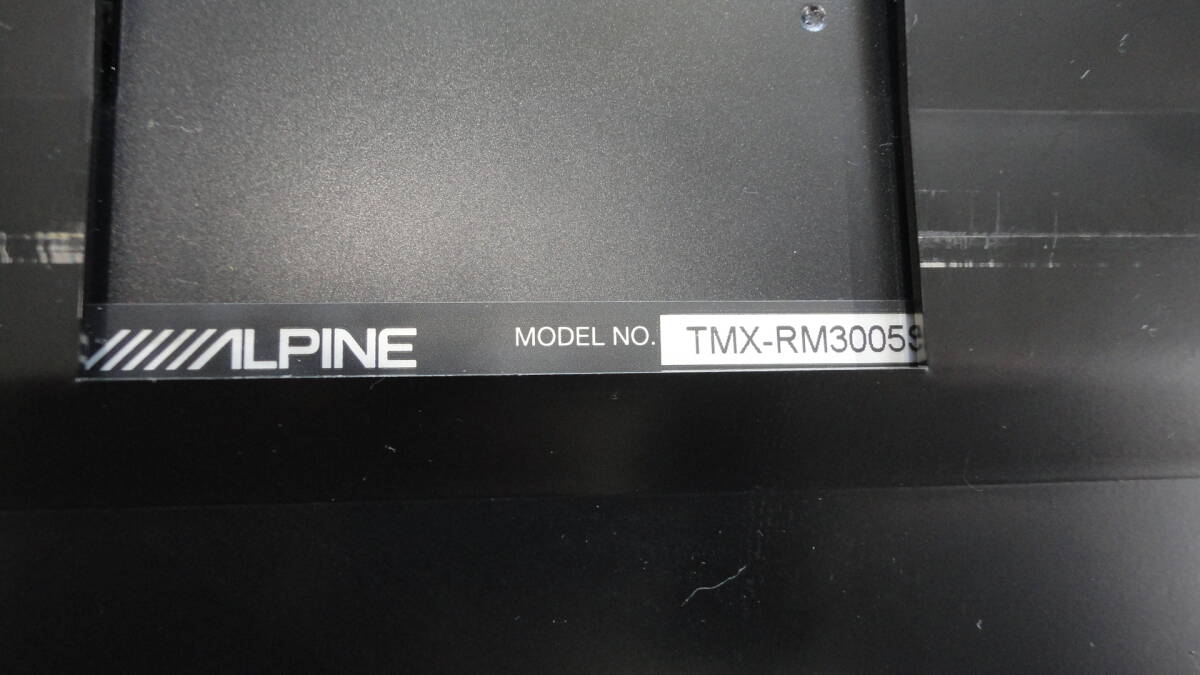 ALPINE MODEL NO. TMX-RM3005S